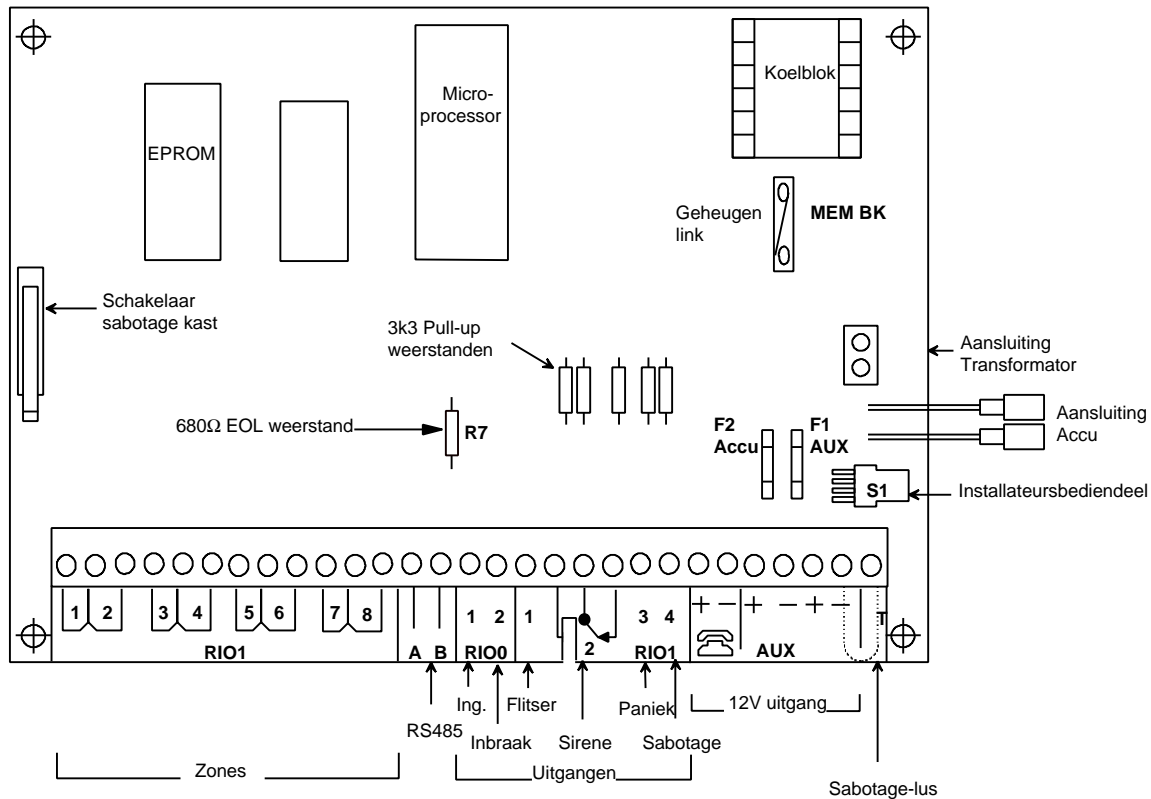 Koelblok
Micro-
processor
EPROM
Geheugen
link
MEM BK
Schakelaar
sabotage kast
3k3 Pull-up
weerstanden
Aansluiting
Transformator
680Ω EOL weerstand
R7
F2
Accu
F1
AUX
Aansluiting
Accu
S1
Installateursbediendeel
1 2 3 4 5 6 7 8
1 2 1 3 4
+ - + - + -
T
2
RIO1
A B
RIO0
RIO1
AUX
Ing.
Flitser
Paniek
12V uitgang
RS485
Inbraak
Sirene
Sabotage
Zones
Uitgangen
Sabotage-lus